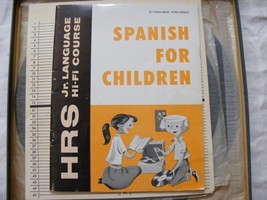 SPANISH
FOR
CHILDREN
HRS
Jr. LANGUAGE
Hi-Fi COURSE